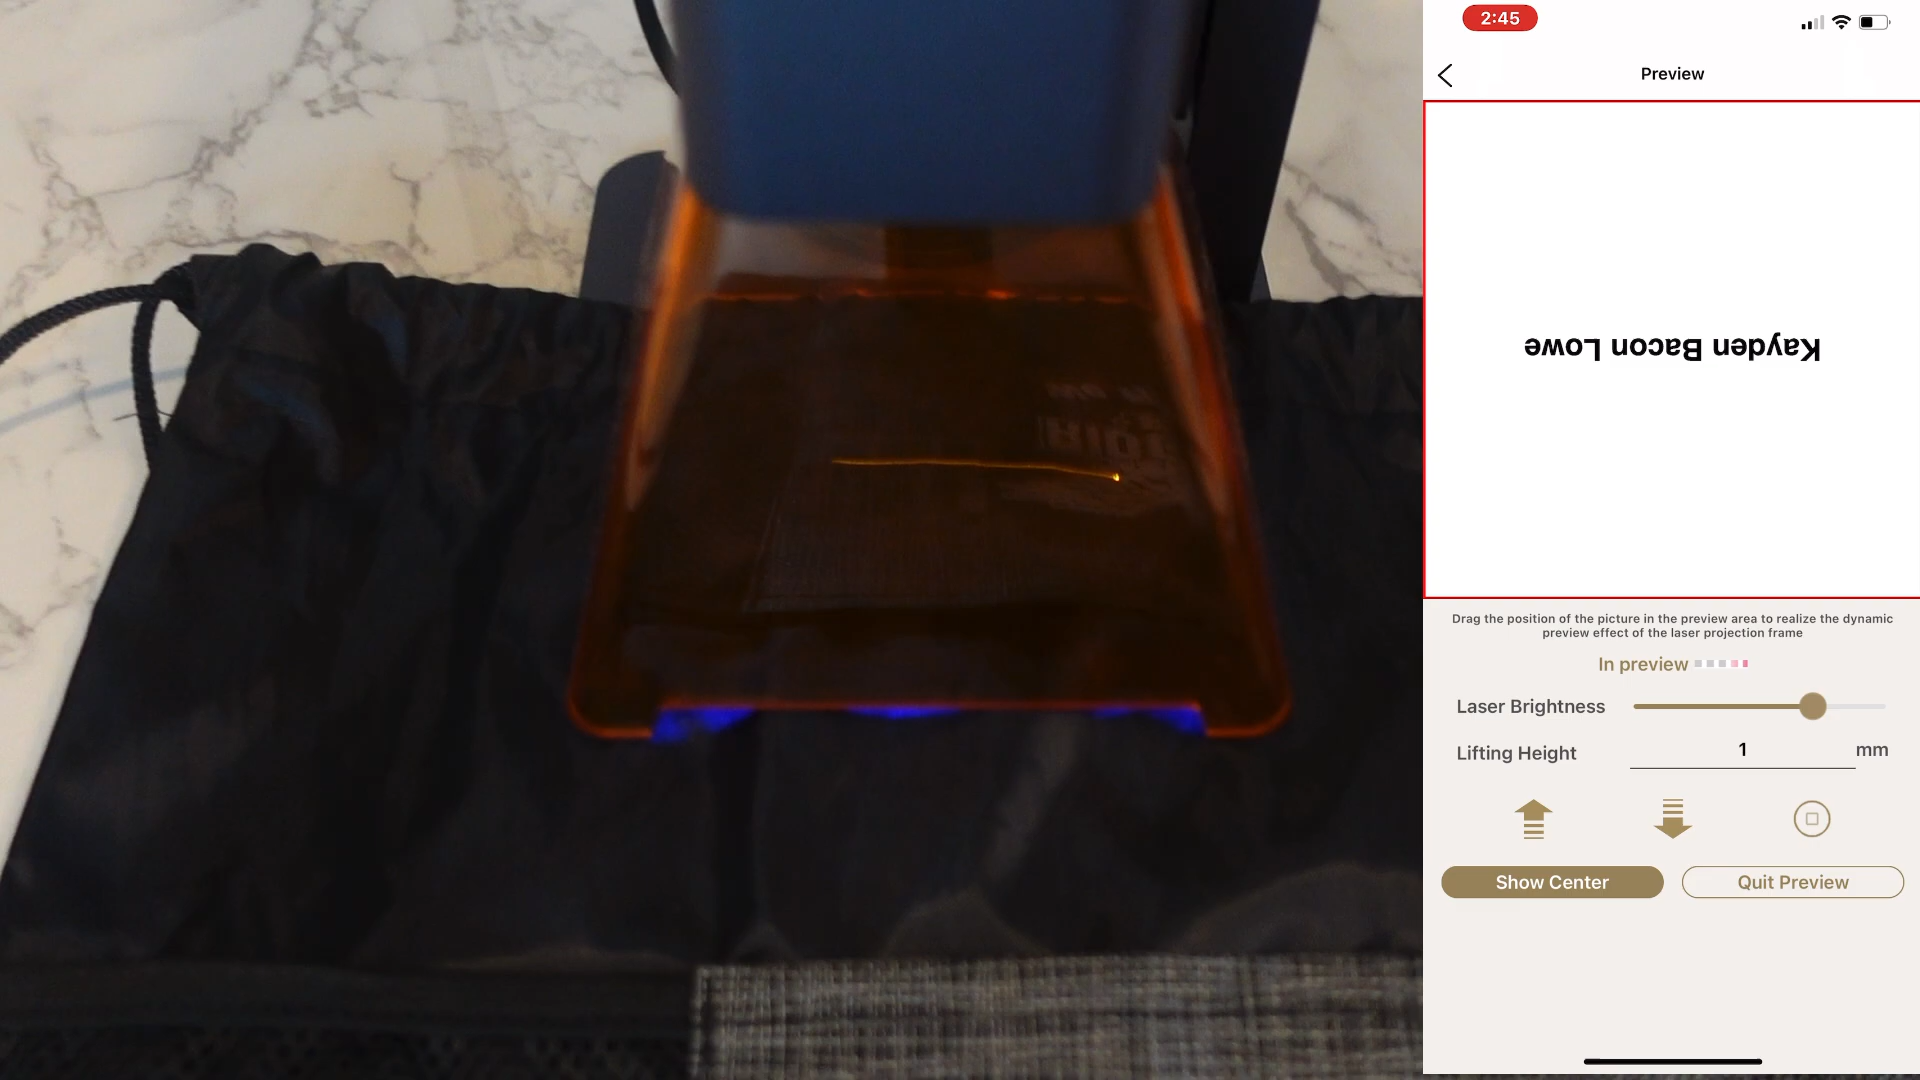 2:45
Preview
Kayden Bacon Lowe
Drag the position of the picture in the preview area to realize the dynamic
preview effect of the laser projection frame
In preview
Laser Brightness
Lifting Height 1 mm
Show Center Quit Preview
RIDE